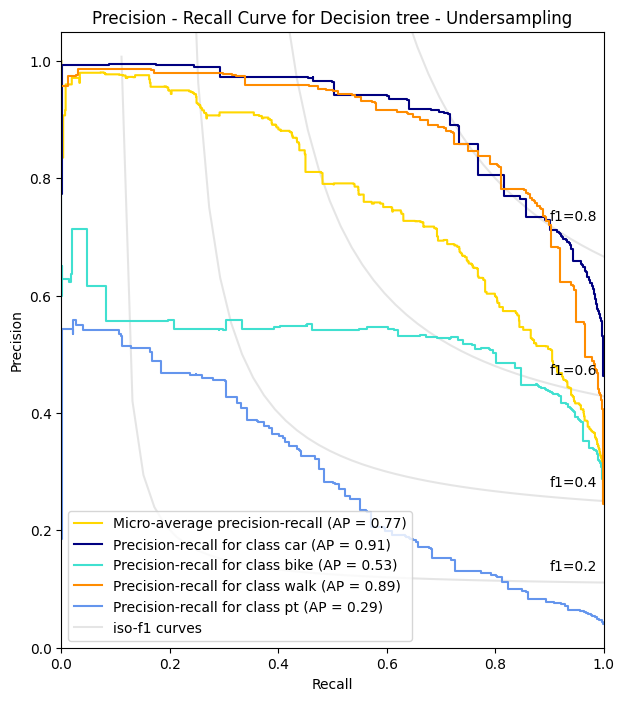 Precision - Recall Curve for Decision tree - Undersampling
1.0
0.8
0.6
0.4
0.2
0.0
Precision
f1=0.8
f1=0.6
f1=0.4
f1=0.2
Micro-average precision-recall (AP = 0.77)
Precision-recall for class car (AP = 0.91)
Precision-recall for class bike (AP = 0.53)
Precision-recall for class walk (AP = 0.89)
Precision-recall for class pt (AP = 0.29)
iso-f1 curves
0.0 0.2 0.4 0.6 0.8 1.0
Recall